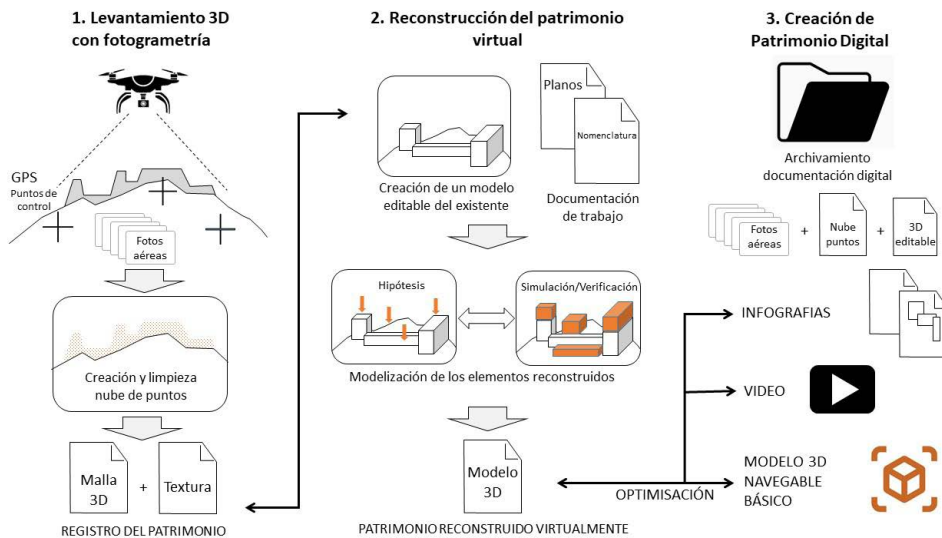 1. Levantamiento 3D
con fotogrametría
GPS
Puntos de
control
Fotos
aéreas
Creación y limpieza
nube de puntos
Malla
3D
+
Textura
REGISTRO DEL PATRIMONIO
2. Reconstrucción del patrimonio
virtual
Creación de un modelo
editable del existente
Planos
Nomenclatura
Documentación
de trabajo
Hipótesis
Simulación/Verificación
Modelización de los elementos reconstruidos
Modelo
3D
PATRIMONIO RECONSTRUIDO VIRTUALMENTE
OPTIMISACIÓN
3. Creación de
Patrimonio Digital
Archivamiento
documentación digital
Fotos
aéreas
+
Nube
puntos
+
3D
editable
INFOGRAFIAS
VIDEO
MODELO 3D
NAVEGABLE
BÁSICO